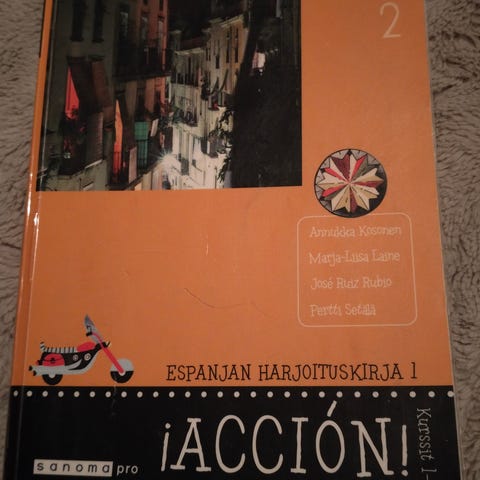 2
Annukka Kosonen
Marja-Liisa Laine
José Ruiz Rubio
Pertti Setälä
ESPANJAN HARJOITUSKIRJA 1
¡ACCIÓN!
Kurssit 1-
sanoma pro